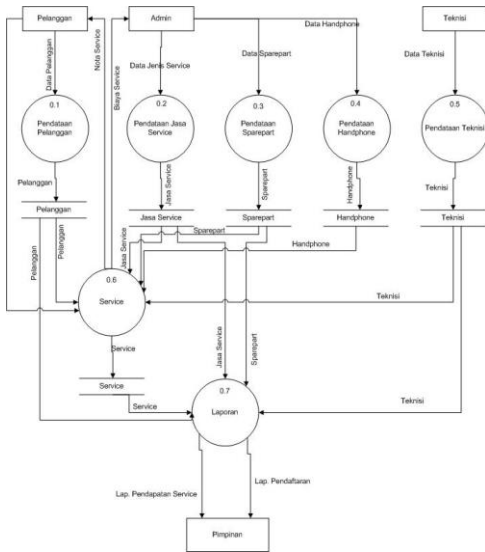 Pelanggan
Admin
Teknisi
Data Pelanggan
Nota Service
Biaya Service
Data Jenis Service
Data Sparepart
Data Handphone
Data Teknisi
0.1
Pendataan
Pelanggan
0.2
Pendataan Jasa
Service
0.3
Pendataan
Sparepart
0.4
Pendataan
Handphone
0.5
Pendataan Teknisi
Pelanggan
Jasa Service
Sparepart
Handphone
Teknisi
Pelanggan
Jasa Service
Sparepart
Handphone
Teknisi
Pelanggan
Pelanggan
Jasa Service
Sparepart
Handphone
Teknisi
0.6
Service
Service
Jasa Service
Sparepart
Service
Service
Teknisi
0.7
Laporan
Lap. Pendapatan Service
Lap. Pendaftaran
Pimpinan